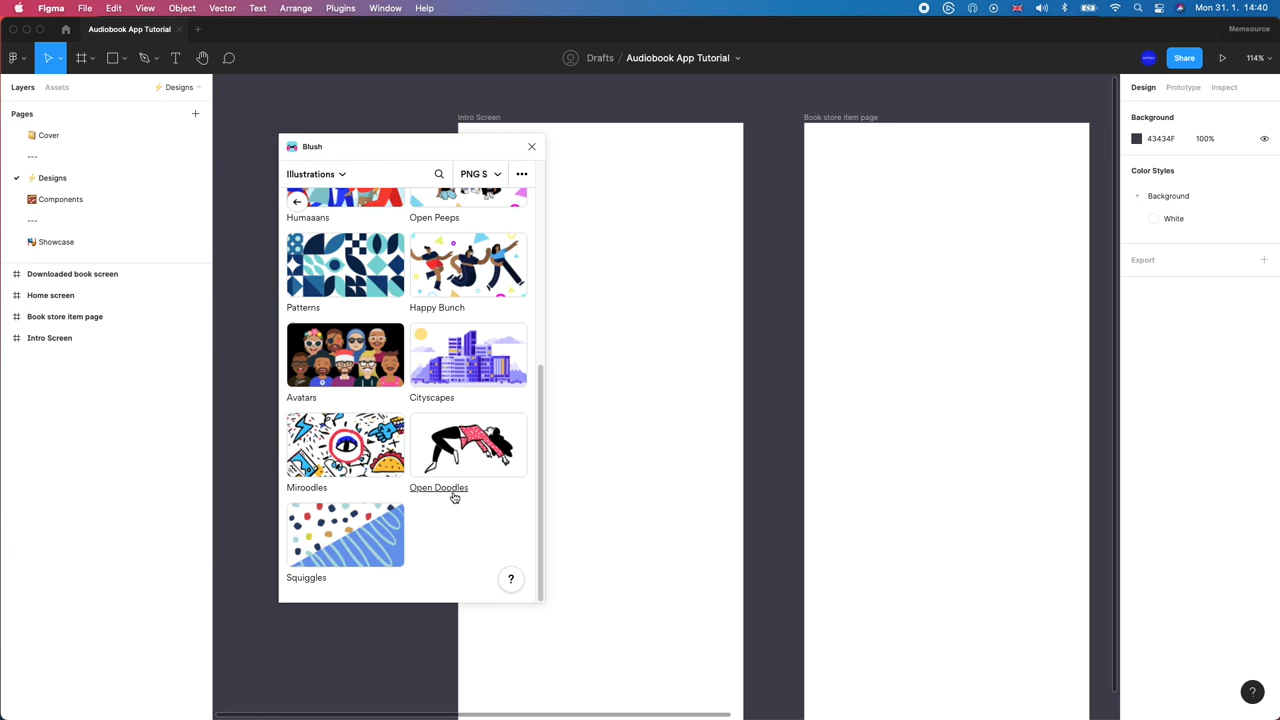 Figma File Edit View Object Vector Text Arrange Plugins Window Help
Mon 31.1. 14:40
Audiobook App Tutorial
Memsource
Drafts / Audiobook App Tutorial
Share
114%
Layers Assets
⚡ Designs
Pages
Cover
---
⚡ Designs
Components
---
Showcase
Downloaded book screen
Home screen
Book store item page
Intro Screen
Intro Screen
Book store item page
Blush
Illustrations
PNG S
Humaaans
Open Peeps
Patterns
Happy Bunch
Avatars
Cityscapes
Miroodles
Open Doodles
Squiggles
?
Design Prototype Inspect
Background
43434F 100%
Color Styles
Background
White
Export
?